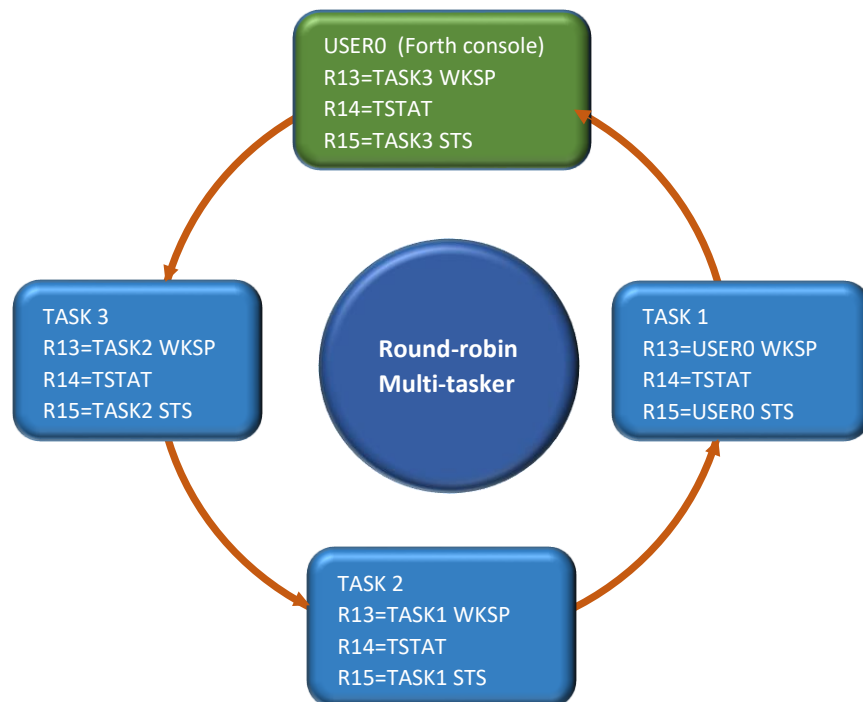 USER0  (Forth console)
R13=TASK3 WKSP
R14=TSTAT
R15=TASK3 STS
TASK 3
R13=TASK2 WKSP
R14=TSTAT
R15=TASK2 STS
Round-robin
Multi-tasker
TASK 1
R13=USER0 WKSP
R14=TSTAT
R15=USER0 STS
TASK 2
R13=TASK1 WKSP
R14=TSTAT
R15=TASK1 STS